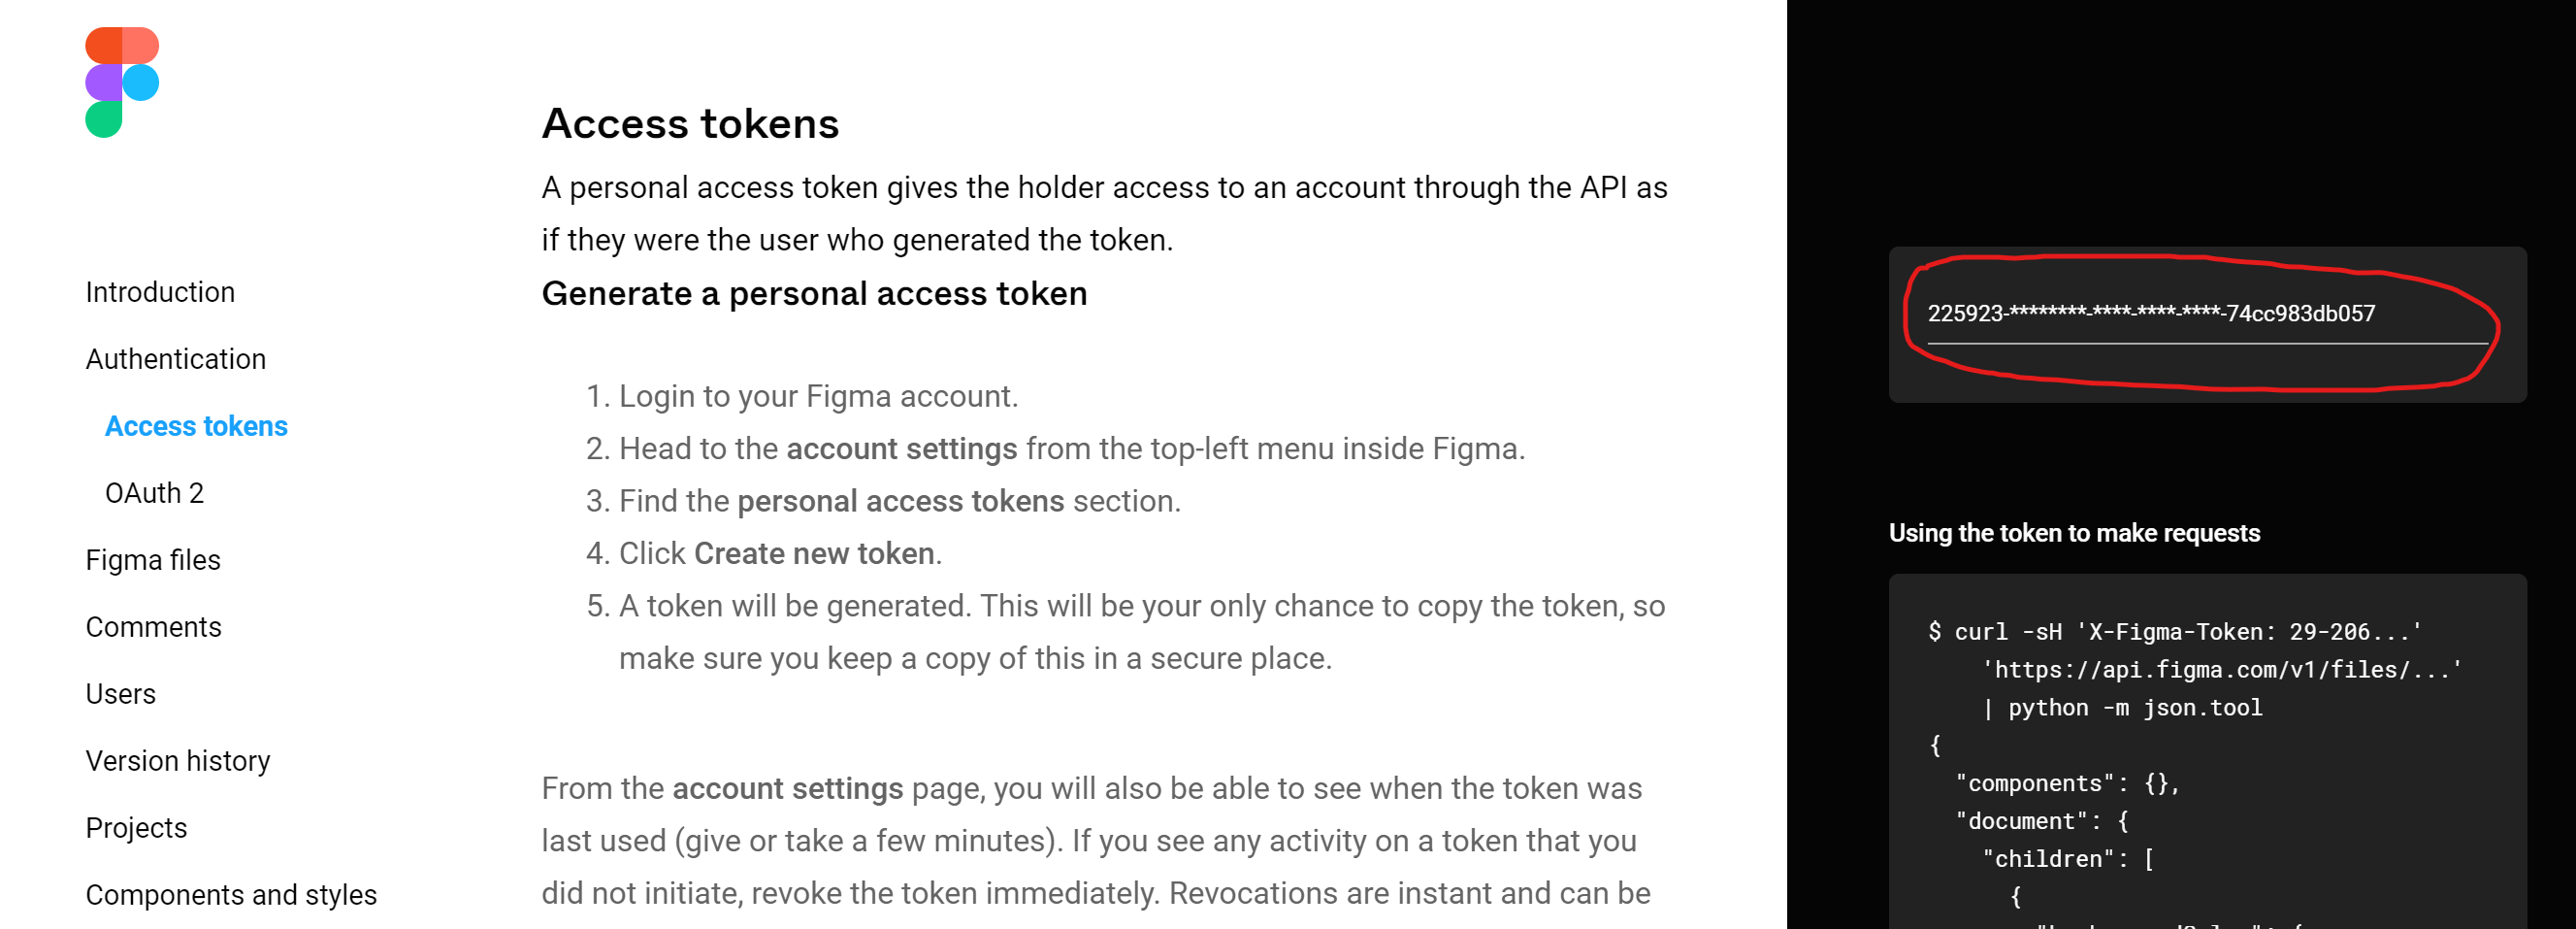 Access tokens
A personal access token gives the holder access to an account through the API as
if they were the user who generated the token.
Generate a personal access token
1. Login to your Figma account.
2. Head to the account settings from the top-left menu inside Figma.
3. Find the personal access tokens section.
4. Click Create new token.
5. A token will be generated. This will be your only chance to copy the token, so
make sure you keep a copy of this in a secure place.
From the account settings page, you will also be able to see when the token was
last used (give or take a few minutes). If you see any activity on a token that you
did not initiate, revoke the token immediately. Revocations are instant and can be
Introduction
Authentication
Access tokens
OAuth 2
Figma files
Comments
Users
Version history
Projects
Components and styles
225923-********-****-****-****-74cc983db057
Using the token to make requests
$ curl -sH 'X-Figma-Token: 29-206...'
'https://api.figma.com/v1/files/...'
| python -m json.tool
{
"components": {},
"document": {
"children": [
{